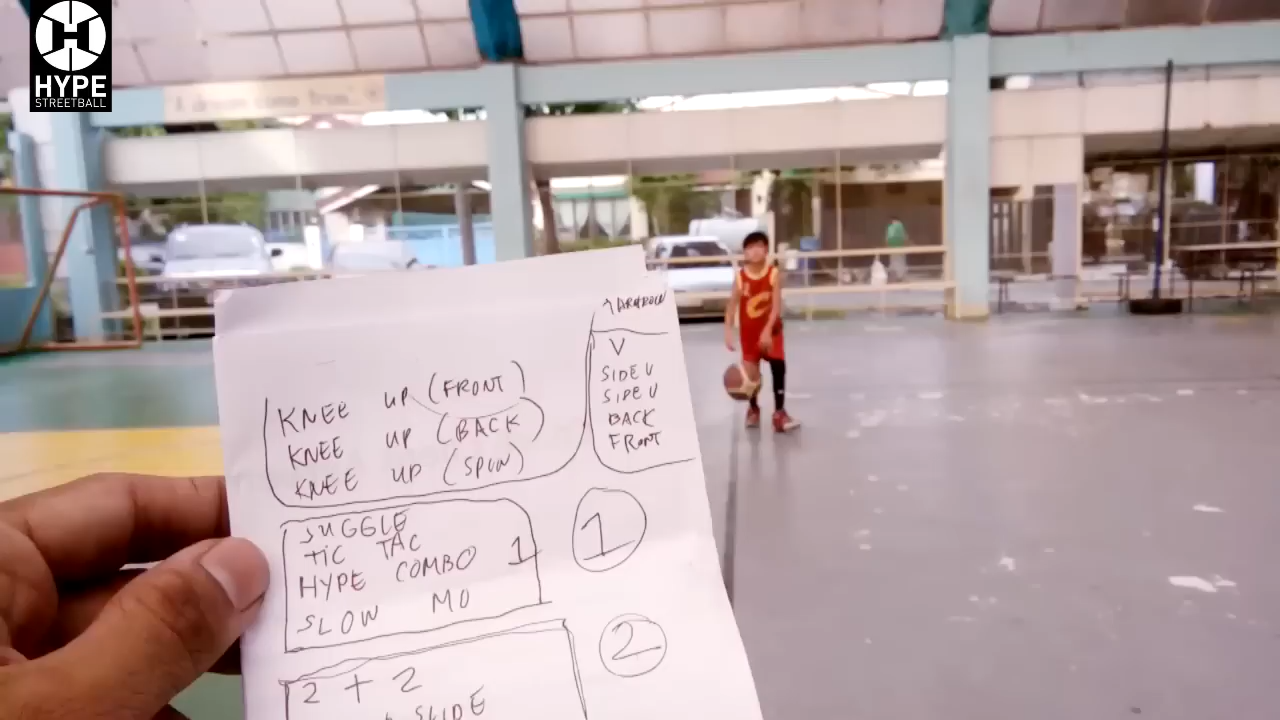 HYPE
STREETBALL
KNEE UP (FRONT)
KNEE UP (BACK)
KNEE UP (SPUN)
V
SIDE V
SIDE V
BACK
FRONT
1
JUGGLE
TIC TAC
HYPE COMBO 1
SLOW MO
2
2 + 2
SLIDE
C